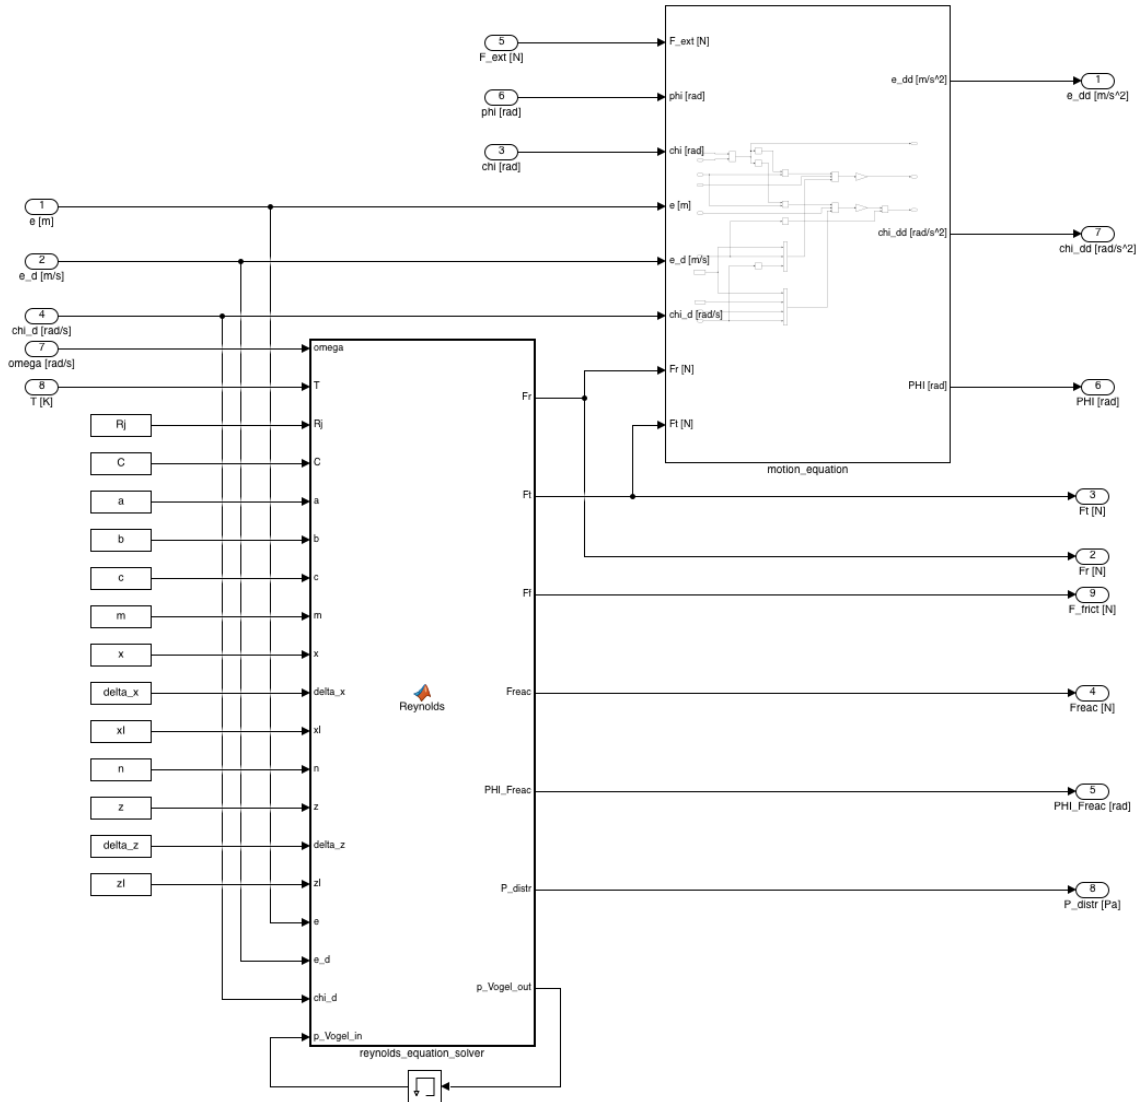 5
F_ext [N]
6
phi [rad]
3
chi [rad]
1
e [m]
2
e_d [m/s]
4
chi_d [rad/s]
7
omega [rad/s]
8
T [K]
F_ext [N]
phi [rad]
chi [rad]
e [m]
e_d [m/s]
chi_d [rad/s]
Fr [N]
Ft [N]
e_dd [m/s^2]
chi_dd [rad/s^2]
PHI [rad]
motion_equation
1
e_dd [m/s^2]
7
chi_dd [rad/s^2]
6
PHI [rad]
Rj
C
a
b
c
m
x
delta_x
xl
n
z
delta_z
zl
omega
T
Rj
C
a
b
c
m
x
delta_x
xl
n
z
delta_z
zl
e
e_d
chi_d
p_Vogel_in
Reynolds
Fr
Ft
Ff
Freac
PHI_Freac
P_distr
p_Vogel_out
reynolds_equation_solver
3
Ft [N]
2
Fr [N]
9
F_frict [N]
4
Freac [N]
5
PHI_Freac [rad]
8
P_distr [Pa]